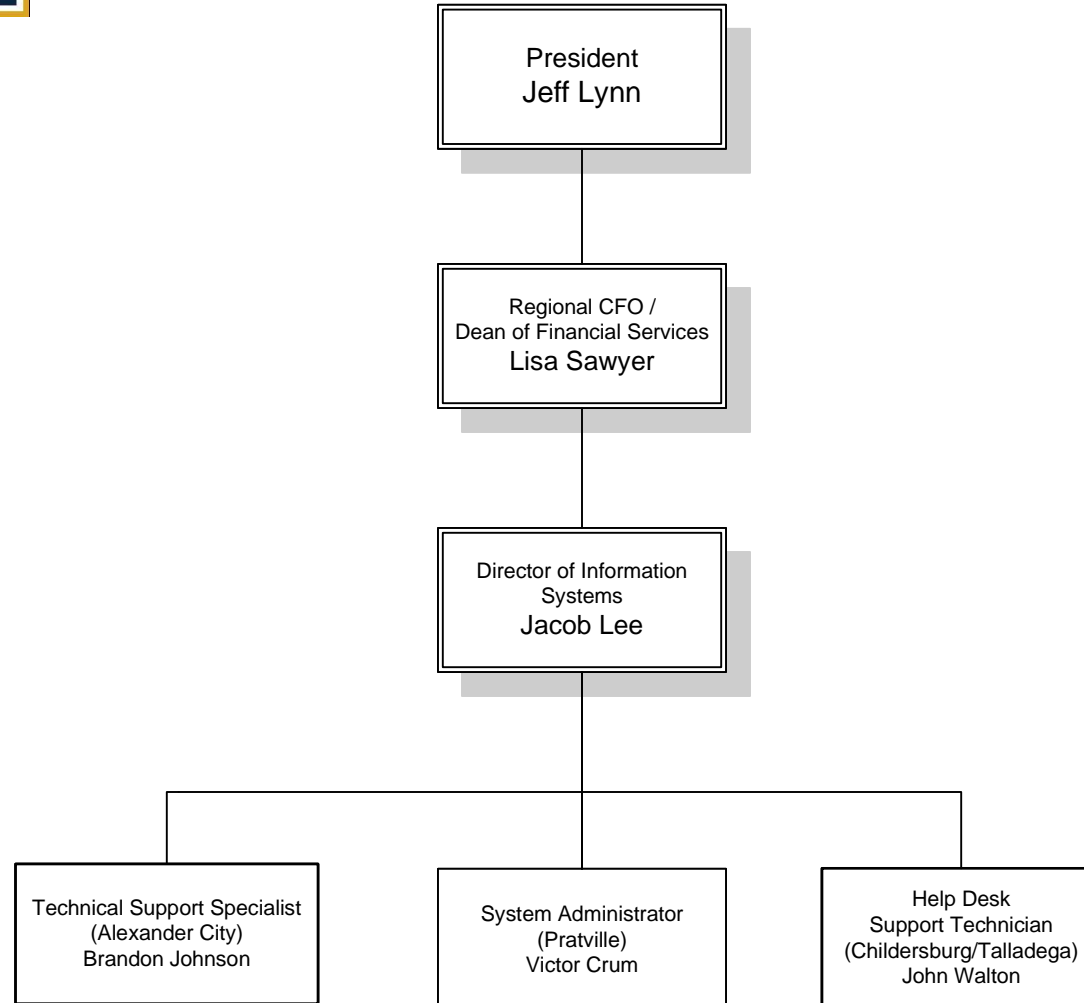 President
Jeff Lynn
Regional CFO /
Dean of Financial Services
Lisa Sawyer
Director of Information
Systems
Jacob Lee
Technical Support Specialist
(Alexander City)
Brandon Johnson
System Administrator
(Pratville)
Victor Crum
Help Desk
Support Technician
(Childersburg/Talladega)
John Walton